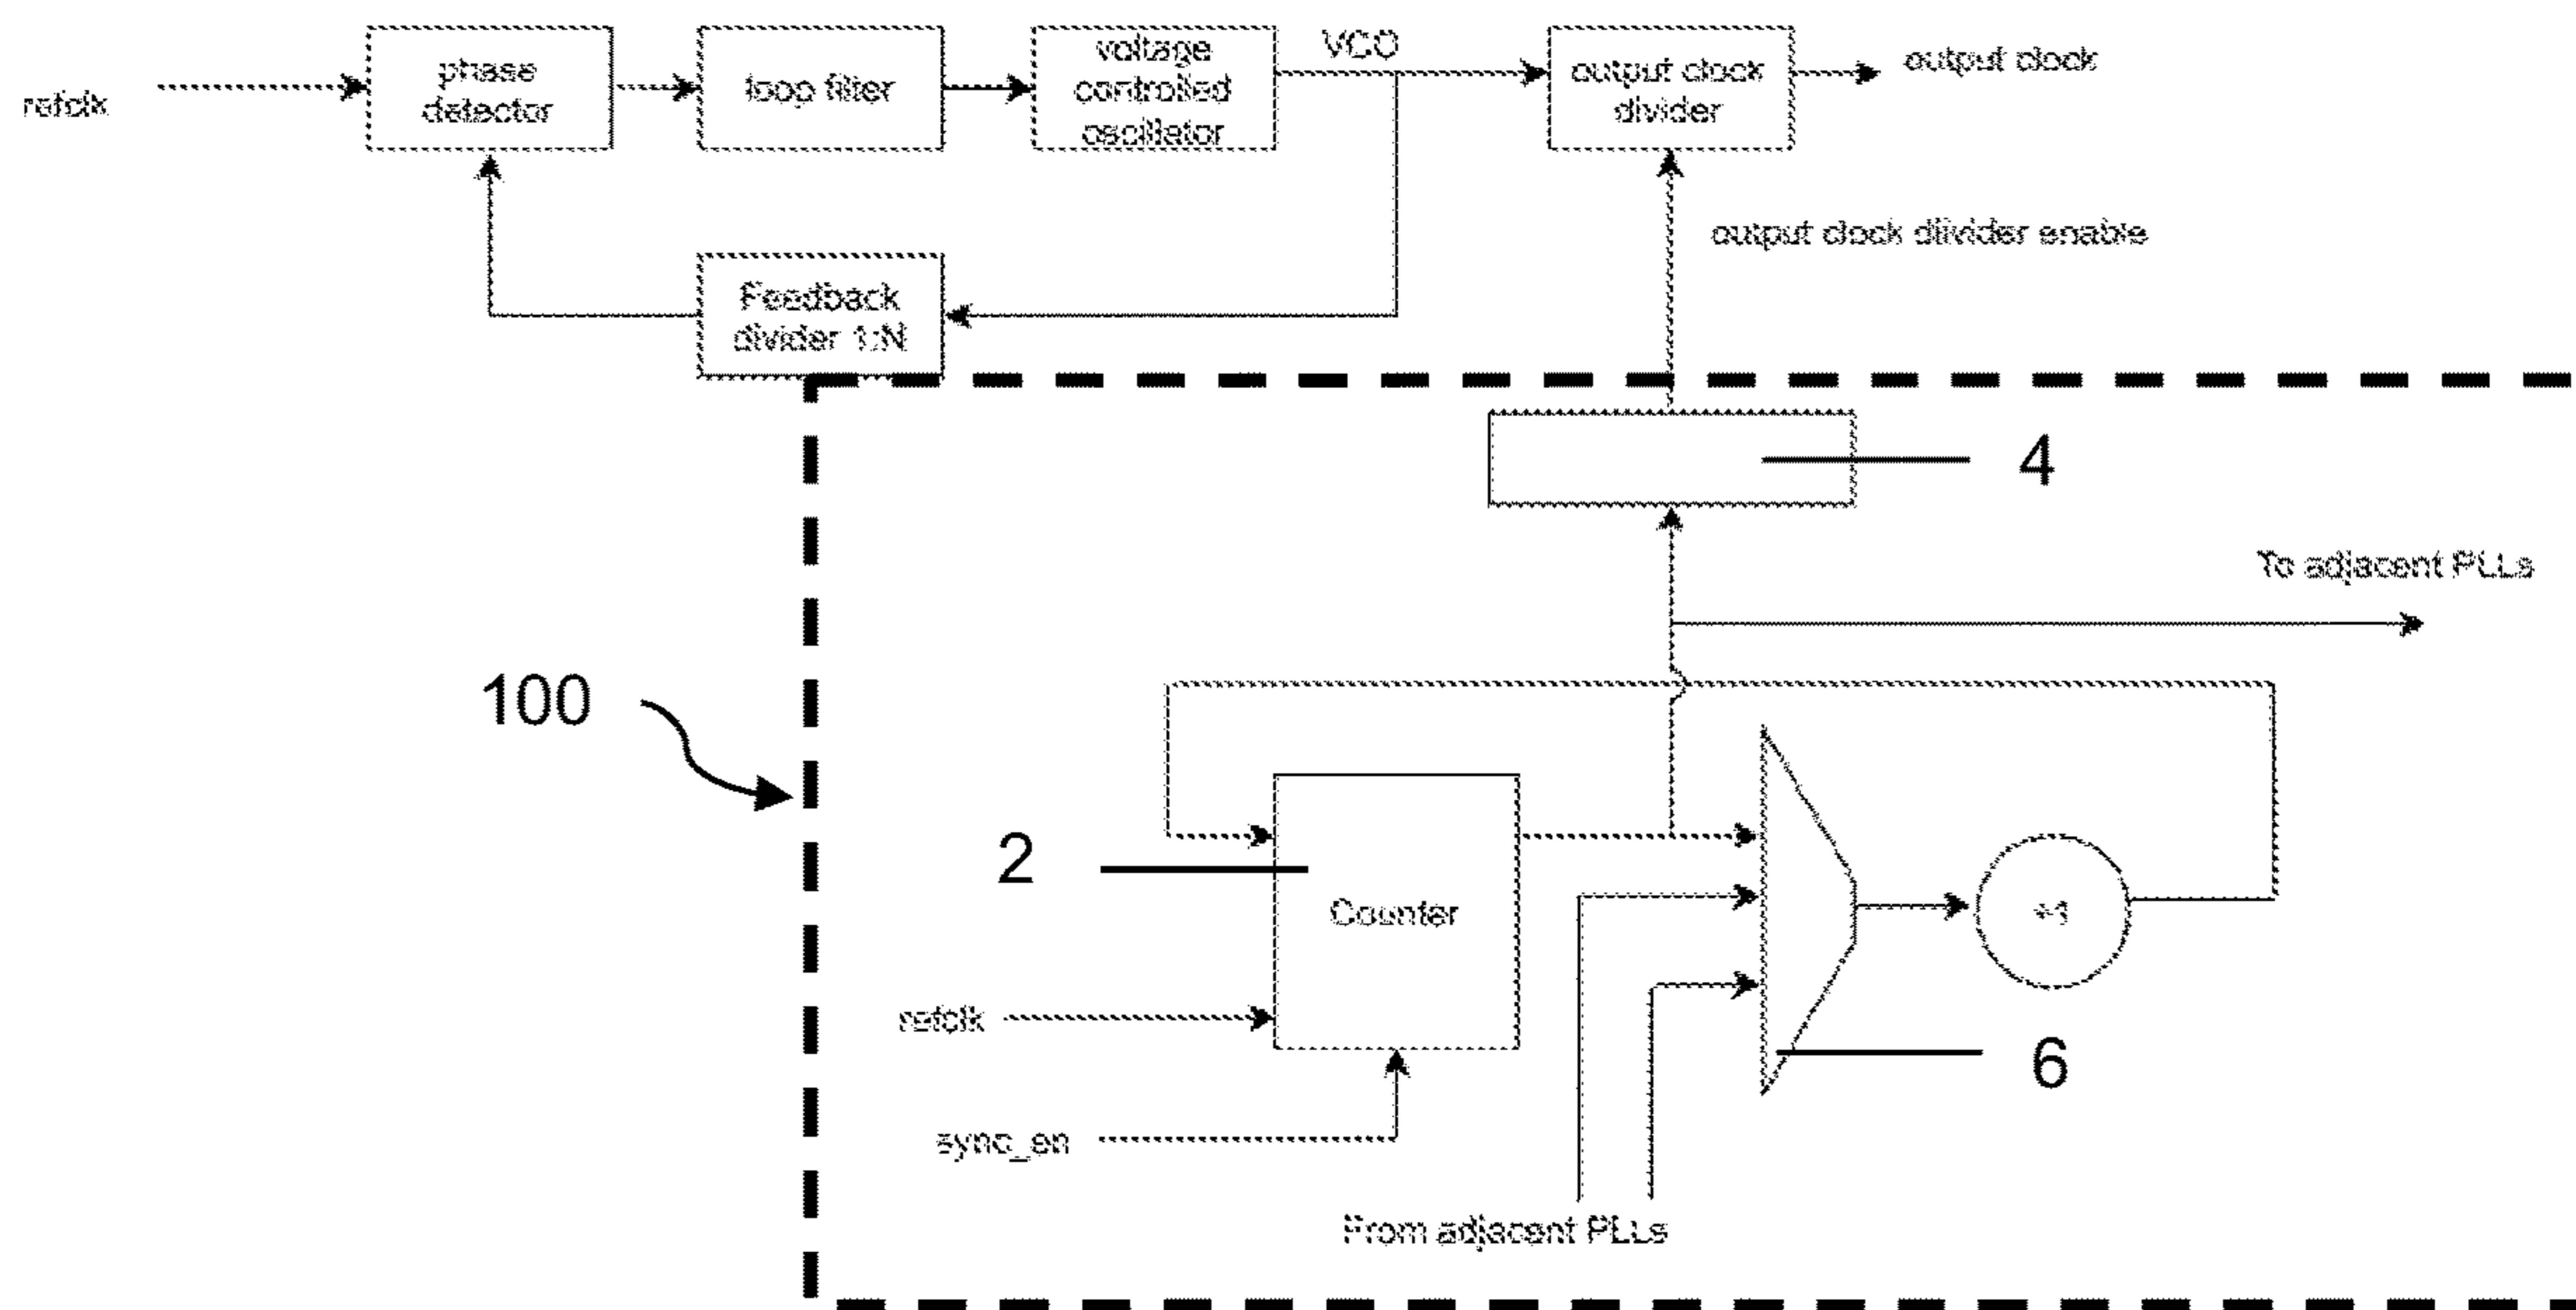 refclk
phase
detector
loop filter
voltage
controlled
oscillator
VCO
output clock
divider
output clock
output clock diivider enable
Feedback
divider 1:N
4
To adjacent PLLs
100
2
Counter
+1
refclk
6
sync_en
From adjacent PLLs